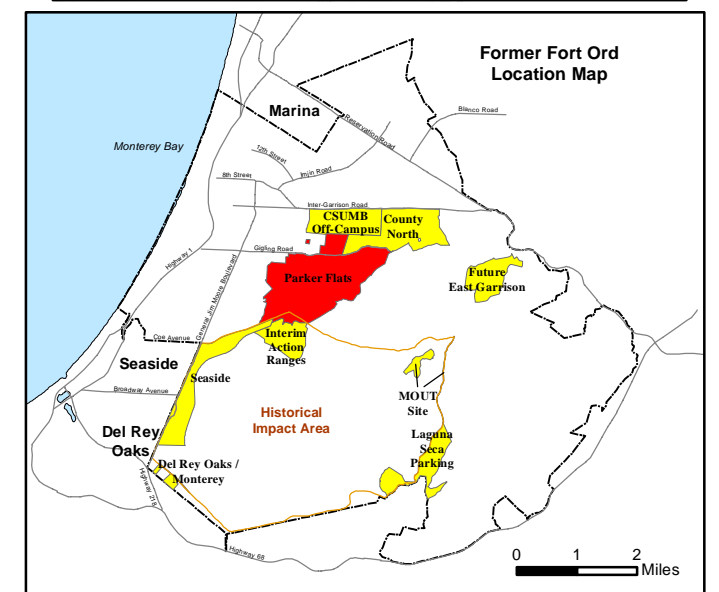 Former Fort Ord
Location Map
Marina
Blanco Road
Reservation Road
Monterey Bay
12th Street
Imjin Road
8th Street
Inter-Garrison Road
CSUMB
Off-Campus
County
North
Gigling Road
Highway 1
General Jim Moore Boulevard
Parker Flats
Future
East Garrison
Coe Avenue
Interim
Action
Ranges
Seaside
Seaside
Broadway Avenue
MOUT
Site
Historical
Impact Area
Del Rey
Oaks
Laguna
Seca
Parking
Del Rey Oaks /
Monterey
Highway 218
Highway 68
0 1 2
Miles